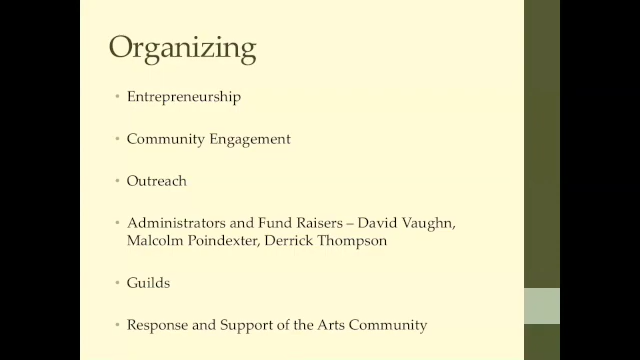 Organizing
• Entrepreneurship
• Community Engagement
• Outreach
• Administrators and Fund Raisers – David Vaughn,
Malcolm Poindexter, Derrick Thompson
• Guilds
• Response and Support of the Arts Community